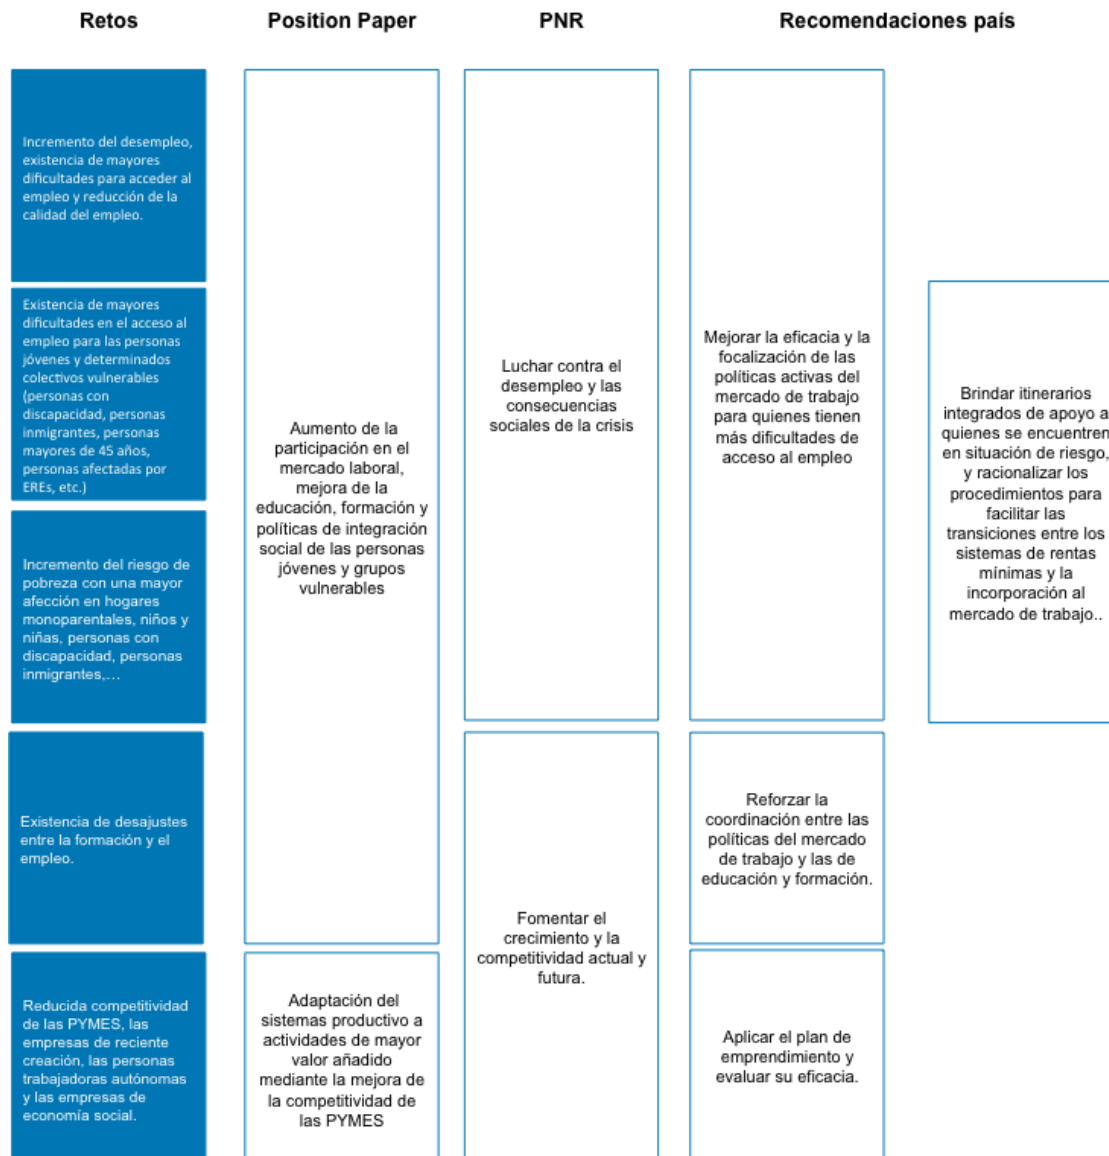 Retos
Position Paper
PNR
Recomendaciones país
Incremento del desempleo,
existencia de mayores
dificultades para acceder al
empleo y reducción de la
calidad del empleo.
Existencia de mayores
dificultades en el acceso al
empleo para las personas
jóvenes y determinados
colectivos vulnerables
(personas con
discapacidad, personas
inmigrantes, personas
mayores de 45 años,
personas afectadas por
EREs, etc.)
Incremento del riesgo de
pobreza con una mayor
afección en hogares
monoparentales, niños y
niñas, personas con
discapacidad, personas
inmigrantes,…
Existencia de desajustes
entre la formación y el
empleo.
Reducida competitividad
de las PYMES, las
empresas de reciente
creación, las personas
trabajadoras autónomas
y las empresas de
economía social.
Aumento de la
participación en el
mercado laboral,
mejora de la
educación, formación y
políticas de integración
social de las personas
jóvenes y grupos
vulnerables
Adaptación del
sistemas productivo a
actividades de mayor
valor añadido
mediante la mejora de
la competitividad de
las PYMES
Luchar contra el
desempleo y las
consecuencias
sociales de la crisis
Fomentar el
crecimiento y la
competitividad actual y
futura.
Mejorar la eficacia y la
focalización de las
políticas activas del
mercado de trabajo
para quienes tienen
más dificultades de
acceso al empleo
Reforzar la
coordinación entre las
políticas del mercado
de trabajo y las de
educación y formación.
Aplicar el plan de
emprendimiento y
evaluar su eficacia.
Brindar itinerarios
integrados de apoyo a
quienes se encuentren
en situación de riesgo,
y racionalizar los
procedimientos para
facilitar las
transiciones entre los
sistemas de rentas
mínimas y la
incorporación al
mercado de trabajo..